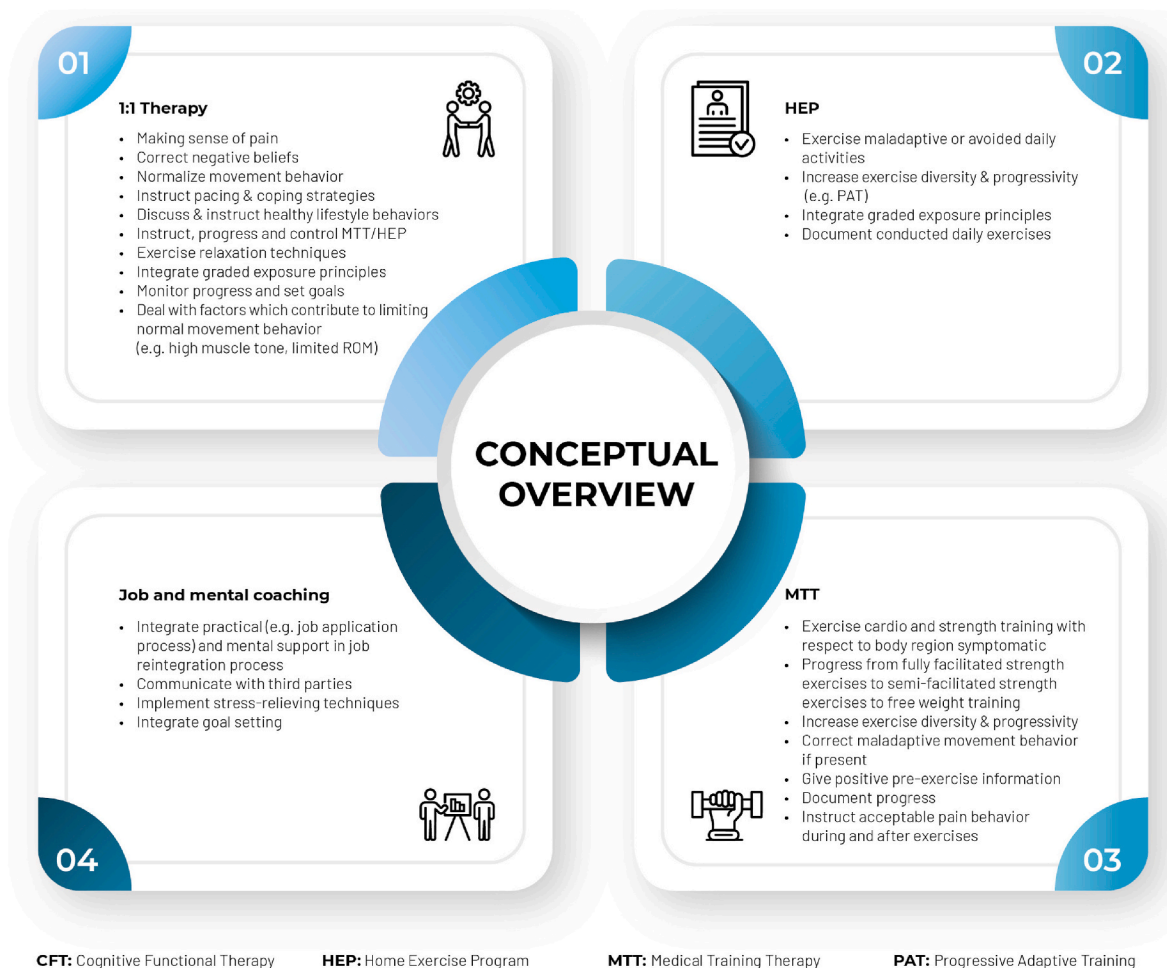 01
1:1 Therapy
• Making sense of pain
• Correct negative beliefs
• Normalize movement behavior
• Instruct pacing & coping strategies
• Discuss & instruct healthy lifestyle behaviors
• Instruct, progress and control MTT/HEP
• Exercise relaxation techniques
• Integrate graded exposure principles
• Monitor progress and set goals
• Deal with factors which contribute to limiting
normal movement behavior
(e.g. high muscle tone, limited ROM)
02
HEP
• Exercise maladaptive or avoided daily
activities
• Increase exercise diversity & progressivity
(e.g. PAT)
• Integrate graded exposure principles
• Document conducted daily exercises
CONCEPTUAL
OVERVIEW
Job and mental coaching
• Integrate practical (e.g. job application
process) and mental support in job
reintegration process
• Communicate with third parties
• Implement stress-relieving techniques
• Integrate goal setting
04
MTT
• Exercise cardio and strength training with
respect to body region symptomatic
• Progress from fully facilitated strength
exercises to semi-facilitated strength
exercises to free weight training
• Increase exercise diversity & progressivity
• Correct maladaptive movement behavior
if present
• Give positive pre-exercise information
• Document progress
• Instruct acceptable pain behavior
during and after exercises
03
CFT: Cognitive Functional Therapy HEP: Home Exercise Program MTT: Medical Training Therapy PAT: Progressive Adaptive Training